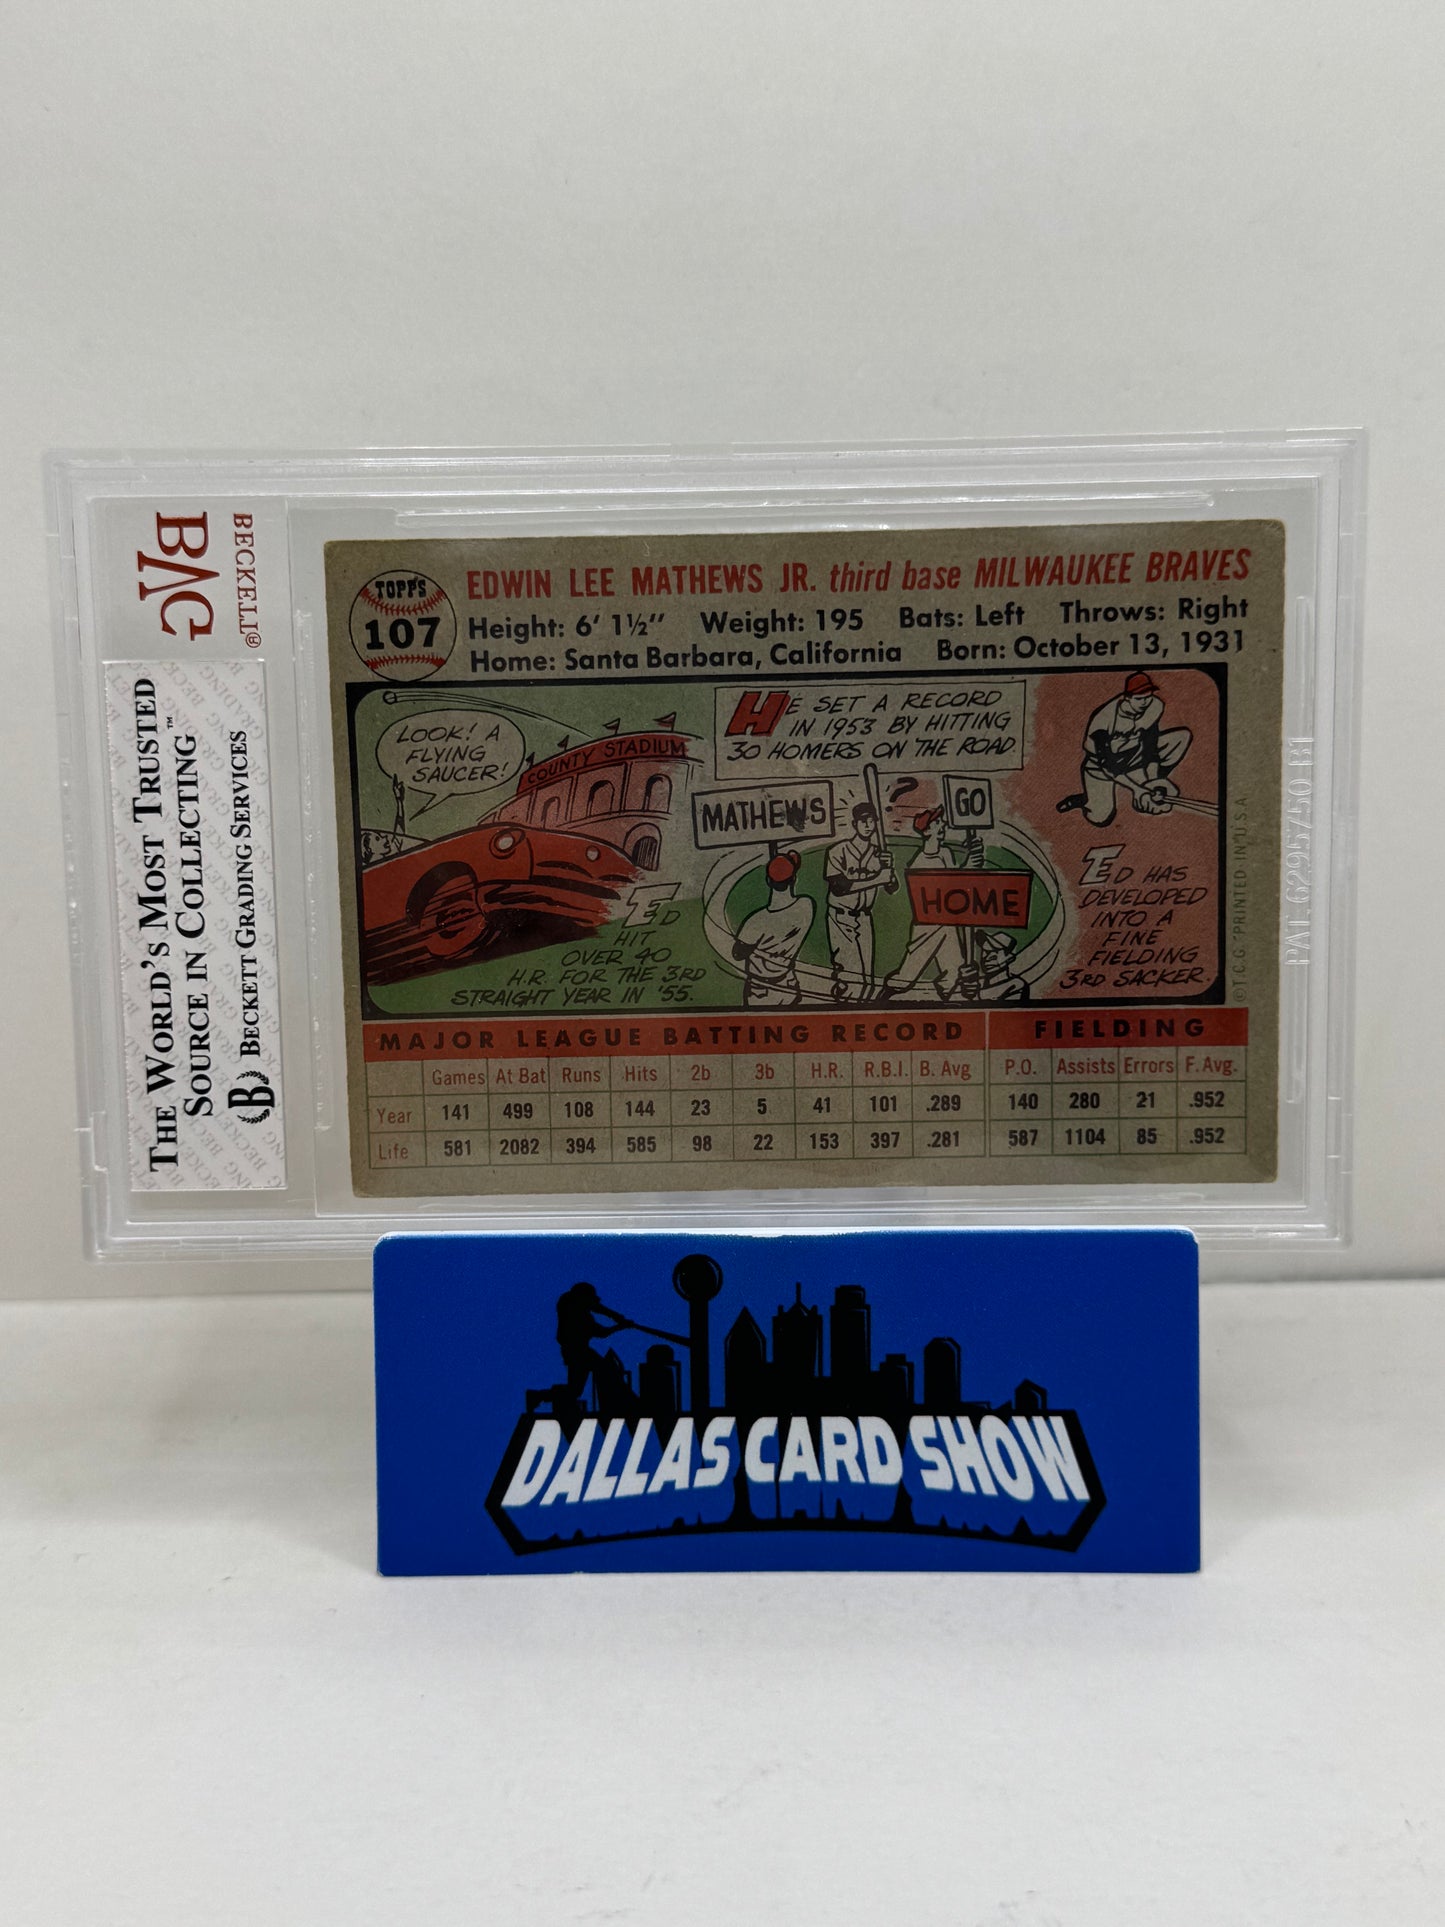 BVG
BECKETT®
THE WORLD'S MOST TRUSTED
SOURCE IN COLLECTING™
BECKETT GRADING SERVICES
TOPPS
107
EDWIN LEE MATHEWS JR. third base MILWAUKEE BRAVES
Height: 6' 1½" Weight: 195 Bats: Left Throws: Right
Home: Santa Barbara, California Born: October 13, 1931
LOOK! A
FLYING
SAUCER!
COUNTY STADIUM
ED
HIT
OVER 40
H.R. FOR THE 3RD
STRAIGHT YEAR IN '55.
HE SET A RECORD
IN 1953 BY HITTING
30 HOMERS ON THE ROAD.
MATHEWS
?
GO
HOME
ED HAS
DEVELOPED
INTO A
FINE
FIELDING
3RD SACKER.
©T.C.G. PRINTED IN U.S.A.
PAT. 6295750 B1
MAJOR LEAGUE BATTING RECORD FIELDING
Games At Bat Runs Hits 2b 3b H.R. R.B.I. B. Avg P.O. Assists Errors F. Avg.
Year 141 499 108 144 23 5 41 101 .289 140 280 21 .952
Life 581 2082 394 585 98 22 153 397 .281 587 1104 85 .952
DALLAS CARD SHOW